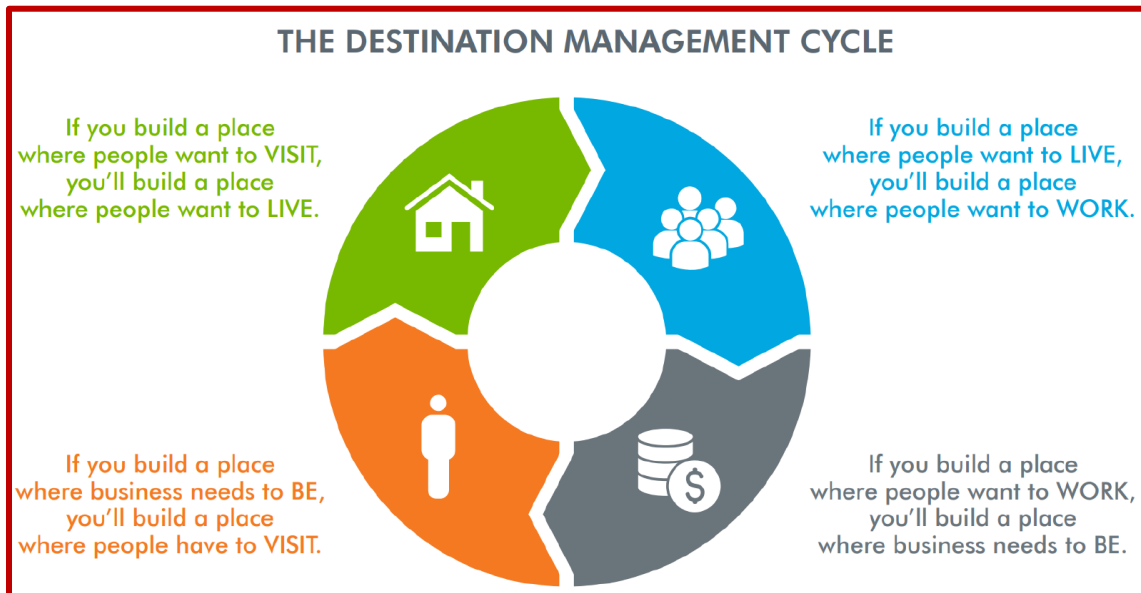 THE DESTINATION MANAGEMENT CYCLE
If you build a place
where people want to VISIT,
you'll build a place
where people want to LIVE.
If you build a place
where people want to LIVE,
you'll build a place
where people want to WORK.
If you build a place
where business needs to BE,
you'll build a place
where people have to VISIT.
If you build a place
where people want to WORK,
you'll build a place
where business needs to BE.
$